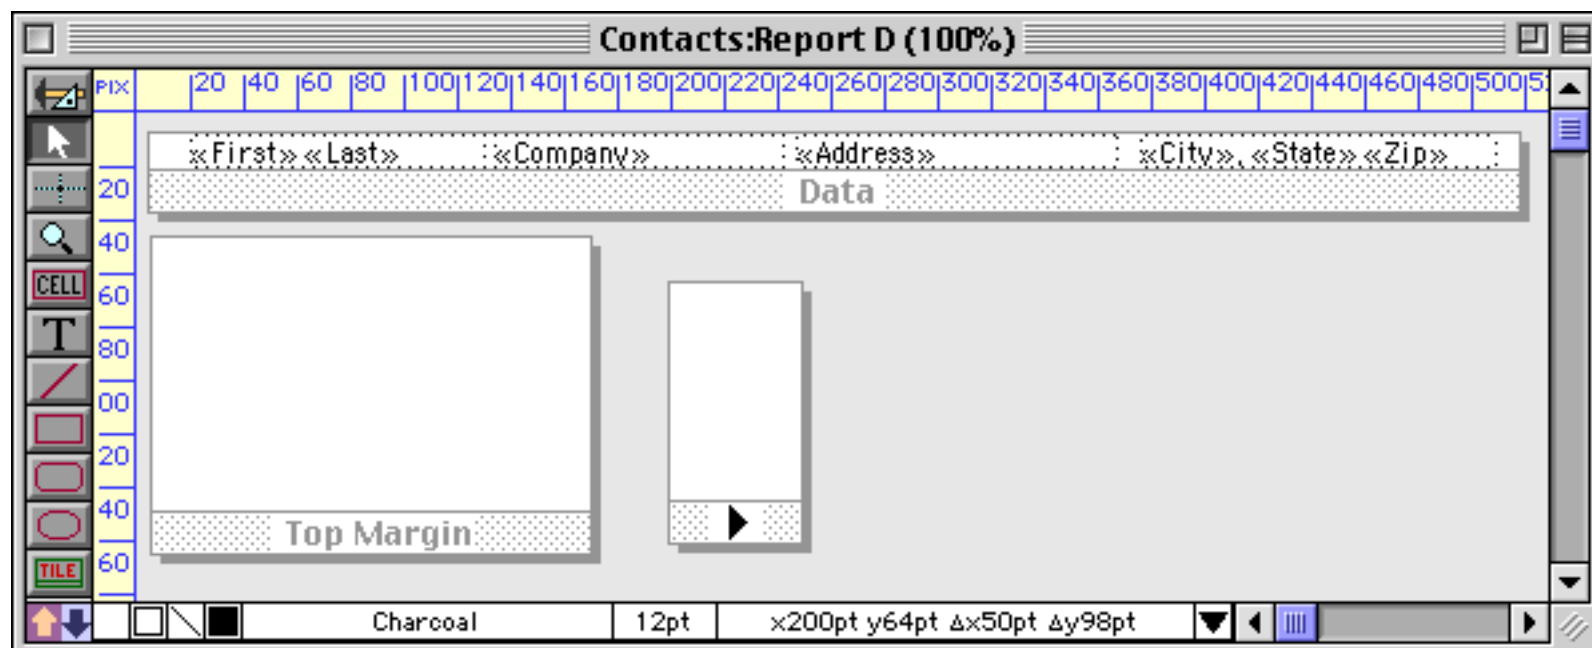 Contacts:Report D (100%)
PIX 20 40 60 80 100 120 140 160 180 200 220 240 260 280 300 320 340 360 380 400 420 440 460 480 500 5
«First» «Last» «Company» «Address» «City», «State» «Zip»
20 Data
40
CELL 60
T 80
00
20
40 Top Margin
TILE 60
Charcoal 12pt x200pt y64pt Δx50pt Δy98pt